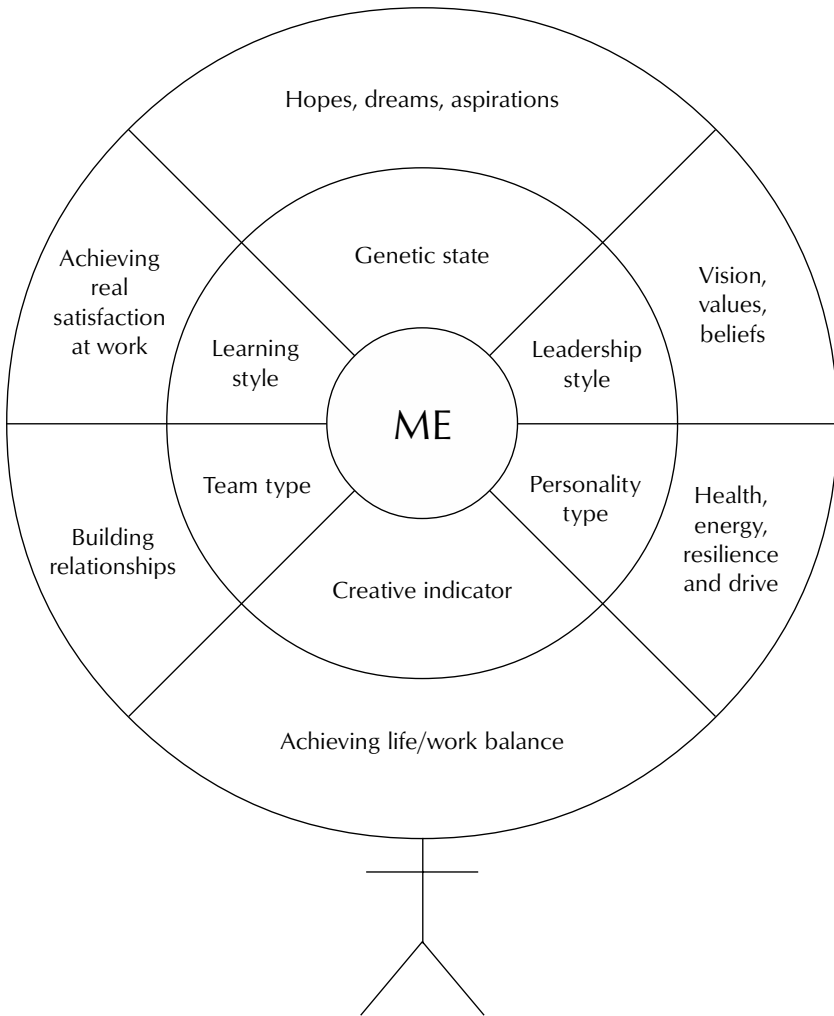 Hopes, dreams, aspirations
Genetic state
Achieving
real
satisfaction
at work
Vision,
values,
beliefs
Learning
style
Leadership
style
ME
Team type
Personality
type
Building
relationships
Health,
energy,
resilience
and drive
Creative indicator
Achieving life/work balance